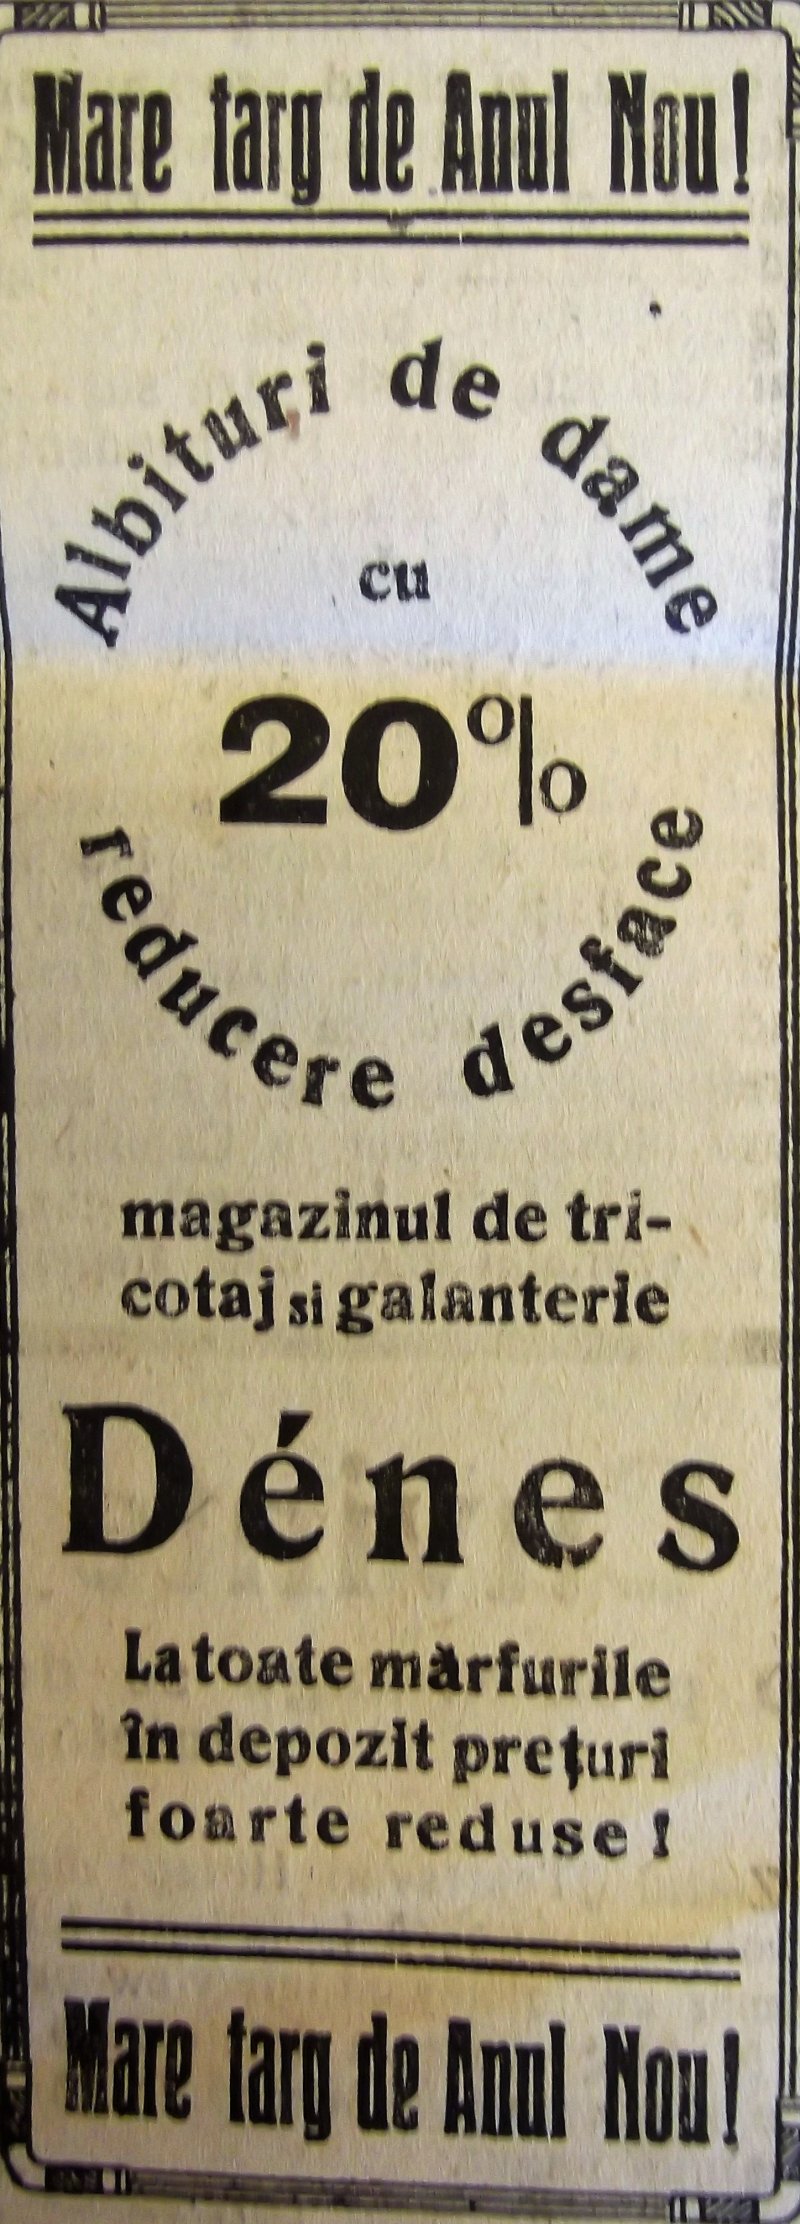 Mare targ de Anul Nou!
Albituri de dame
cu
20%
reducere desface
magazinul de tri-
cotaj si galanterie
Dénes
La toate mărfurile
în depozit prețuri
foarte reduse!
Mare targ de Anul Nou!